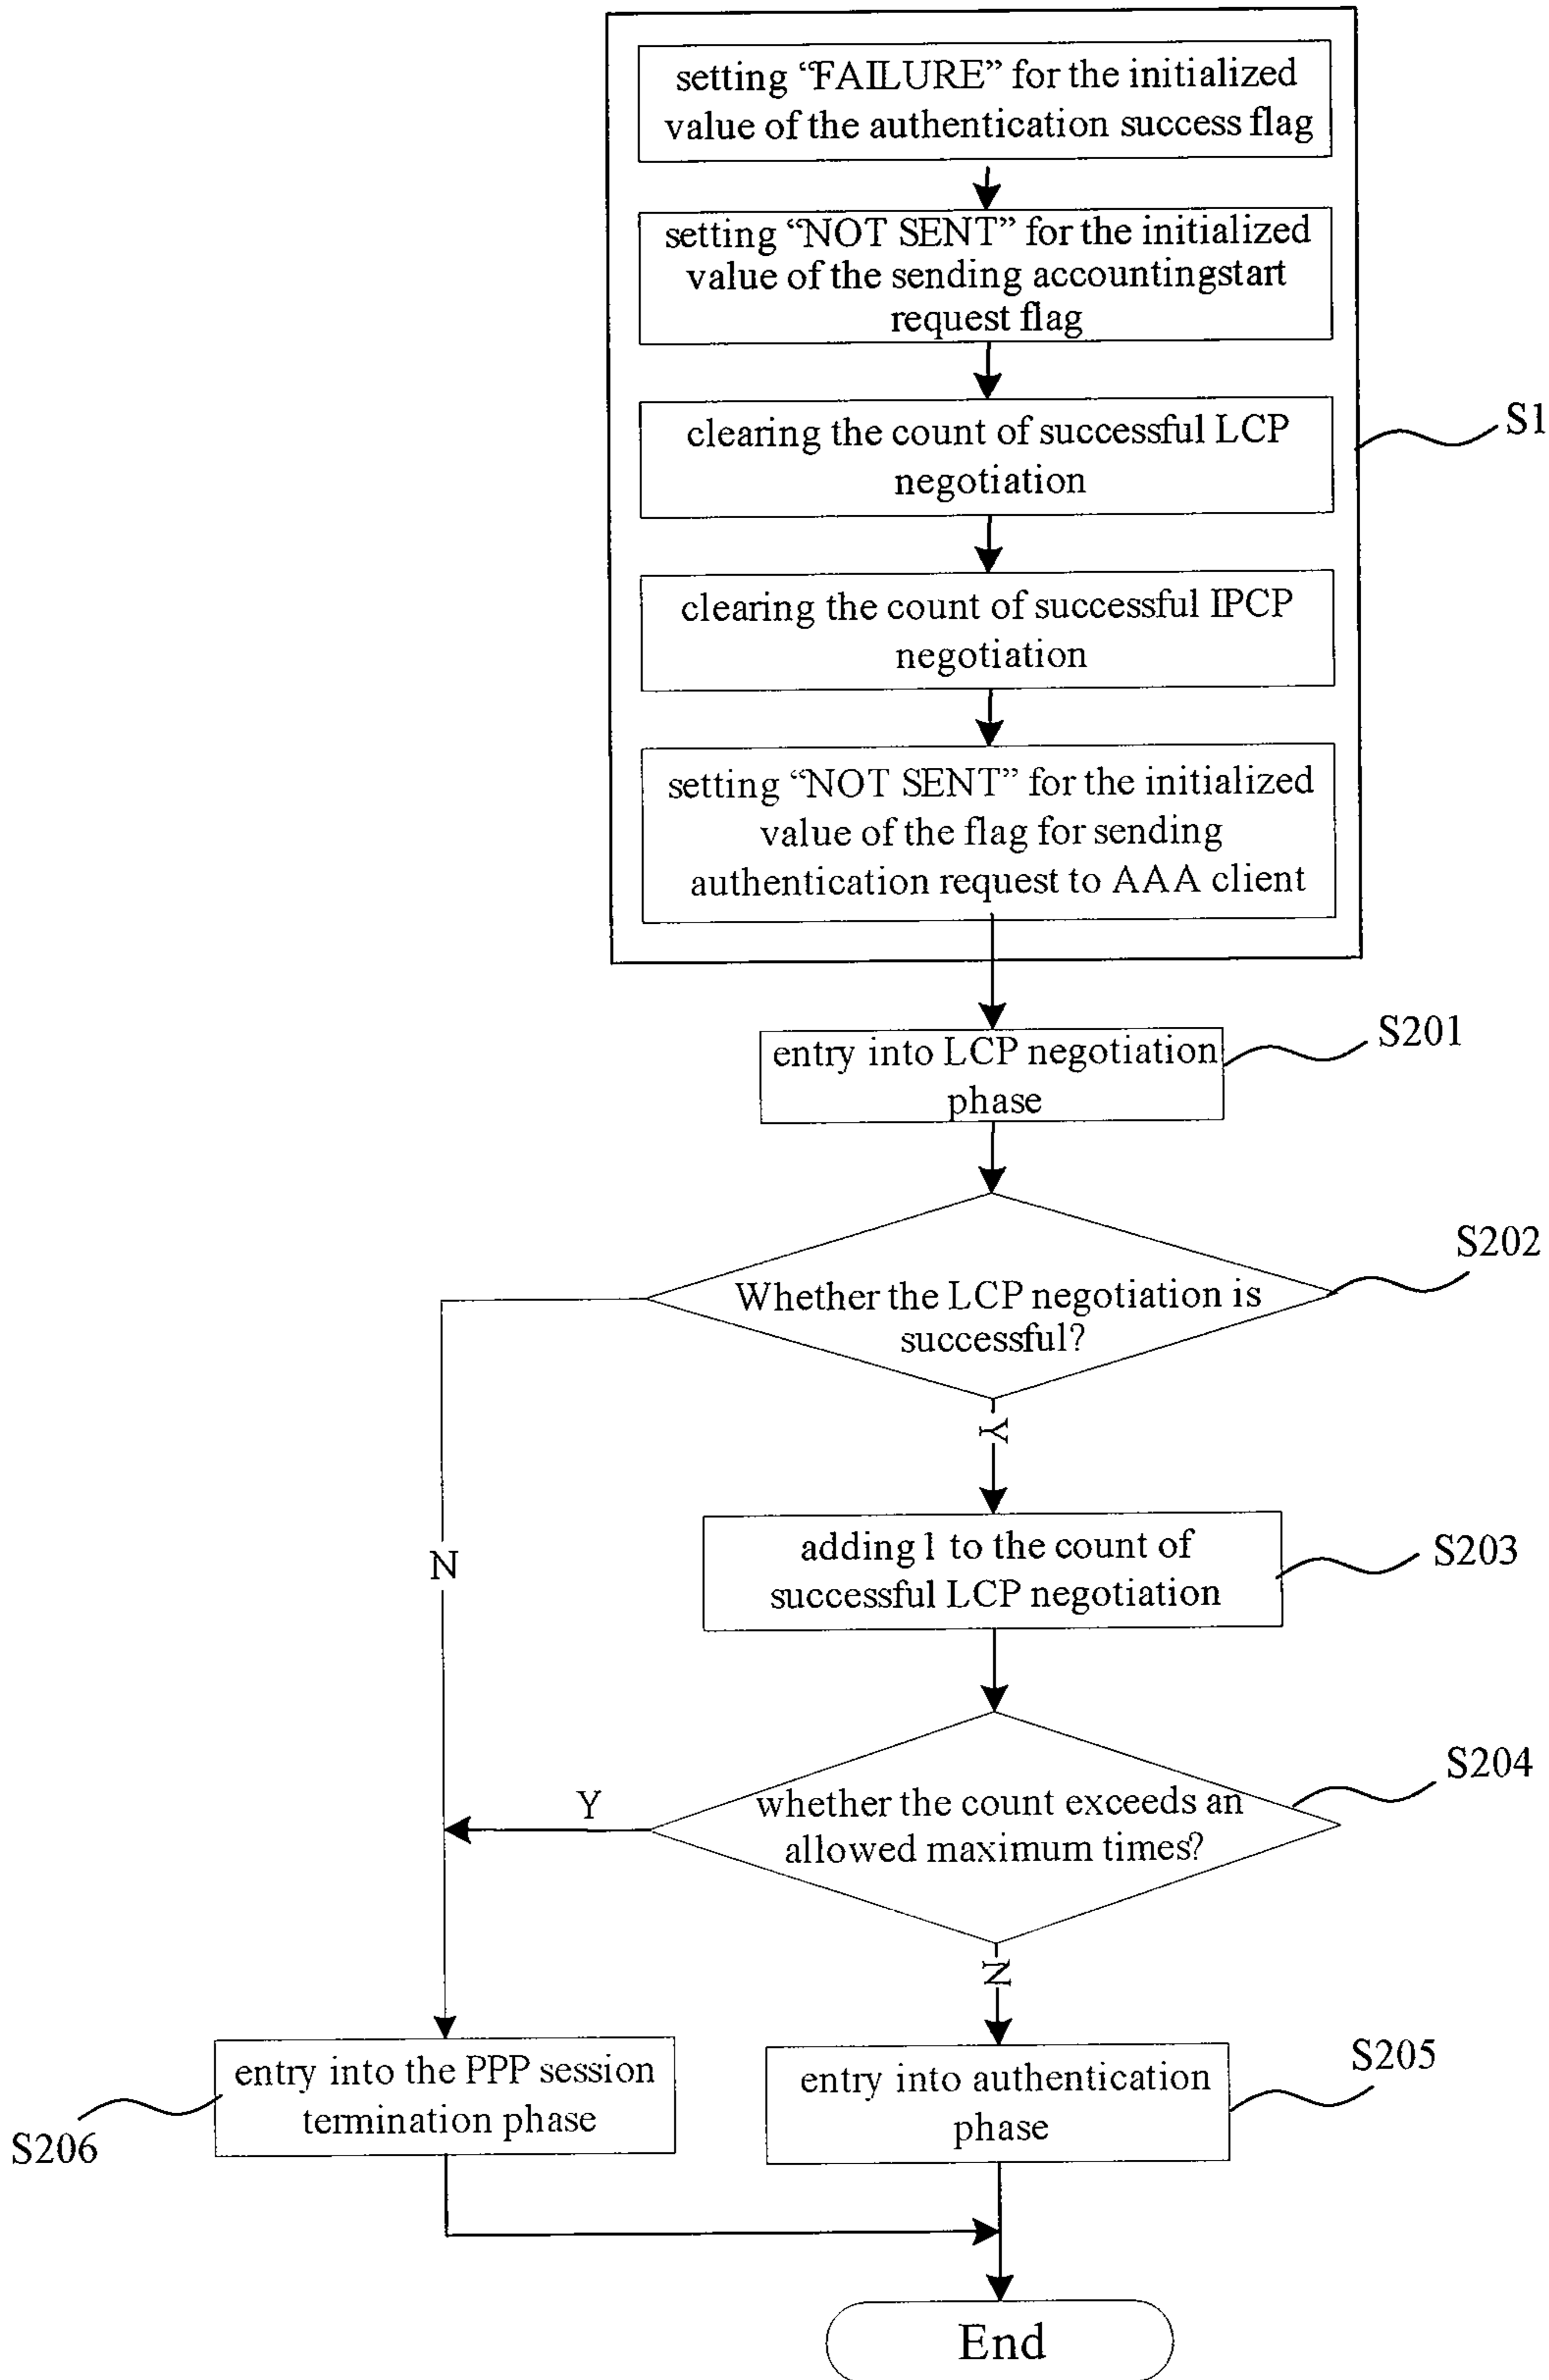 setting “FAILURE” for the initialized
value of the authentication success flag
setting “NOT SENT” for the initialized
value of the sending accountingstart
request flag
clearing the count of successful LCP
negotiation
S1
clearing the count of successful IPCP
negotiation
setting “NOT SENT” for the initialized
value of the flag for sending
authentication request to AAA client
entry into LCP negotiation
phase
S201
Whether the LCP negotiation is
successful?
S202
Y
N
adding 1 to the count of
successful LCP negotiation
S203
whether the count exceeds an
allowed maximum times?
S204
Y
N
entry into the PPP session
termination phase
S206
entry into authentication
phase
S205
End